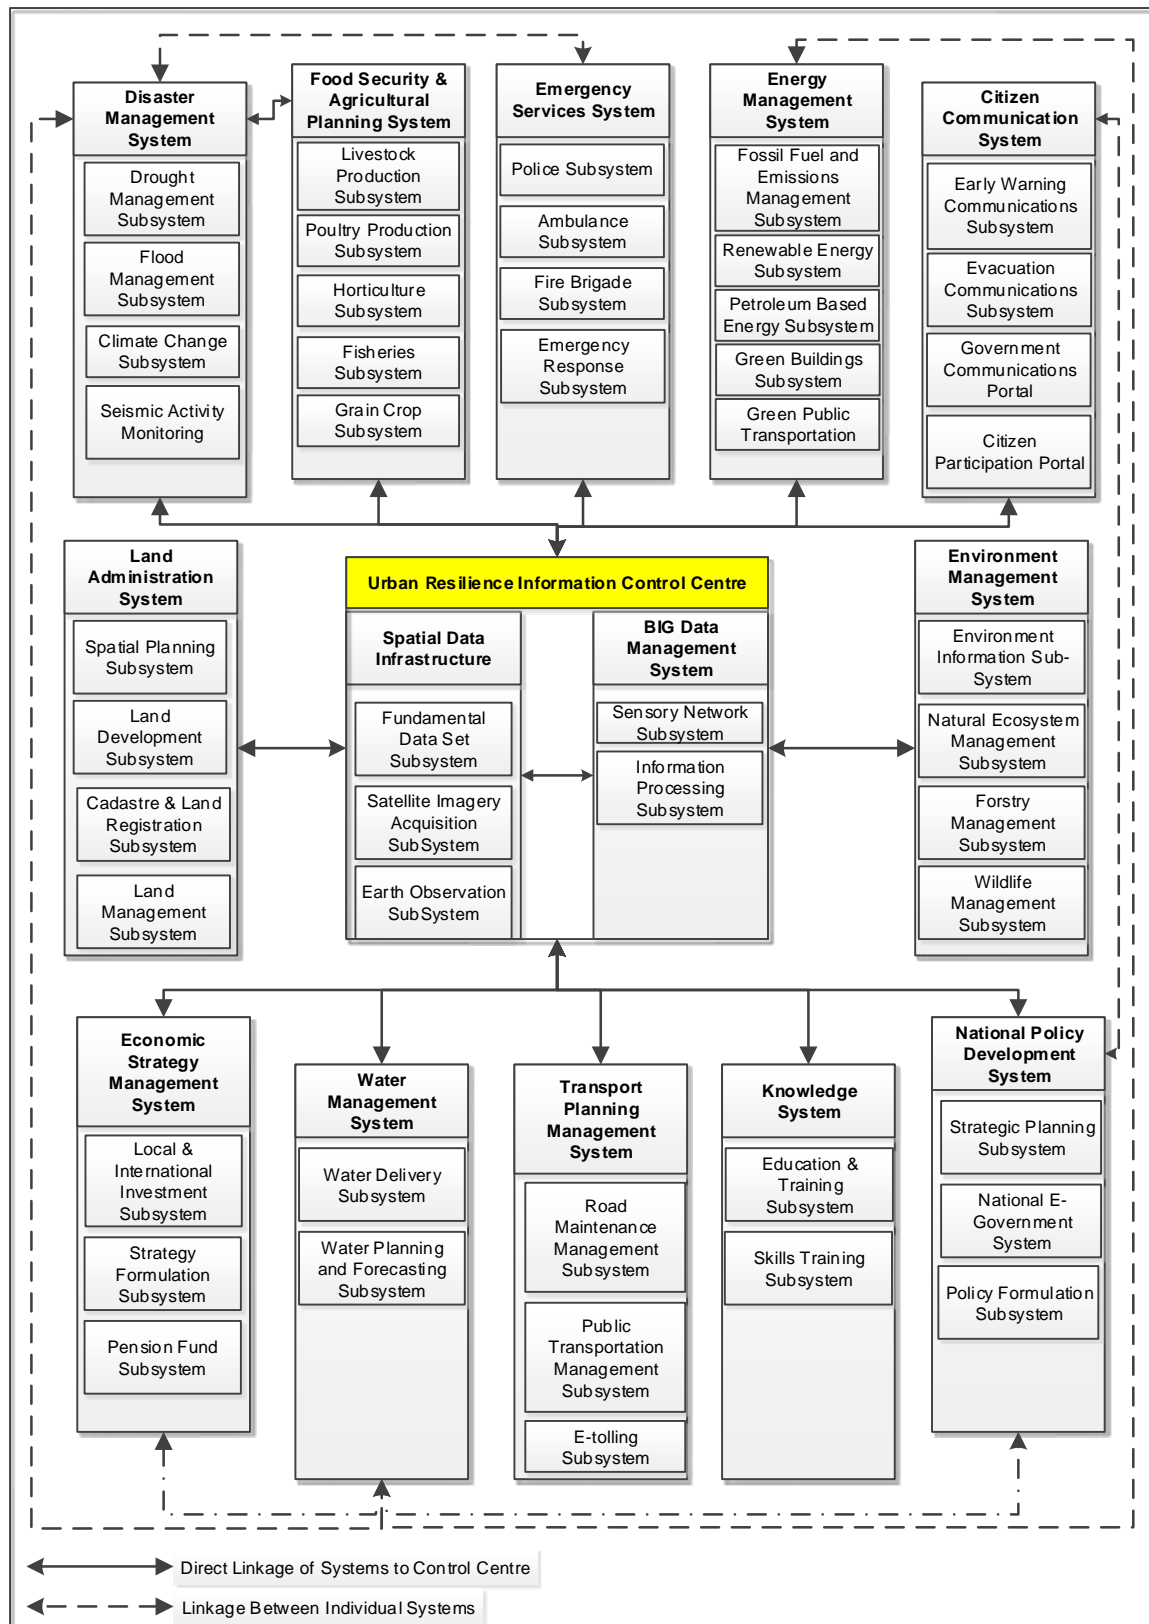 Disaster
Management
System
Drought
Management
Subsystem
Flood
Management
Subsystem
Climate Change
Subsystem
Seismic Activity
Monitoring
Food Security &
Agricultural
Planning System
Livestock
Production
Subsystem
Poultry Production
Subsystem
Horticulture
Subsystem
Fisheries
Subsystem
Grain Crop
Subsystem
Emergency
Services System
Police Subsystem
Ambulance
Subsystem
Fire Brigade
Subsystem
Emergency
Response
Subsystem
Energy
Management
System
Fossil Fuel and
Emissions
Management
Subsystem
Renewable Energy
Subsystem
Petroleum Based
Energy Subsystem
Green Buildings
Subsystem
Green Public
Transportation
Citizen
Communication
System
Early Warning
Communications
Subsystem
Evacuation
Communications
Subsystem
Government
Communications
Portal
Citizen
Participation Portal
Land
Administration
System
Spatial Planning
Subsystem
Land
Development
Subsystem
Cadastre & Land
Registration
Subsystem
Land
Management
Subsystem
Urban Resilience Information Control Centre
Spatial Data
Infrastructure
Fundamental
Data Set
Subsystem
Satellite Imagery
Acquisition
SubSystem
Earth Observation
SubSystem
BIG Data
Management
System
Sensory Network
Subsystem
Information
Processing
Subsystem
Environment
Management
System
Environment
Information Sub-
System
Natural Ecosystem
Management
Subsystem
Forstry
Management
Subsystem
Wildlife
Management
Subsystem
Economic
Strategy
Management
System
Local &
International
Investment
Subsystem
Strategy
Formulation
Subsystem
Pension Fund
Subsystem
Water
Management
System
Water Delivery
Subsystem
Water Planning
and Forecasting
Subsystem
Transport
Planning
Management
System
Road
Maintenance
Management
Subsystem
Public
Transportation
Management
Subsystem
E-tolling
Subsystem
Knowledge
System
Education &
Training
Subsystem
Skills Training
Subsystem
National Policy
Development
System
Strategic Planning
Subsystem
National E-
Government
System
Policy Formulation
Subsystem
Direct Linkage of Systems to Control Centre
Linkage Between Individual Systems